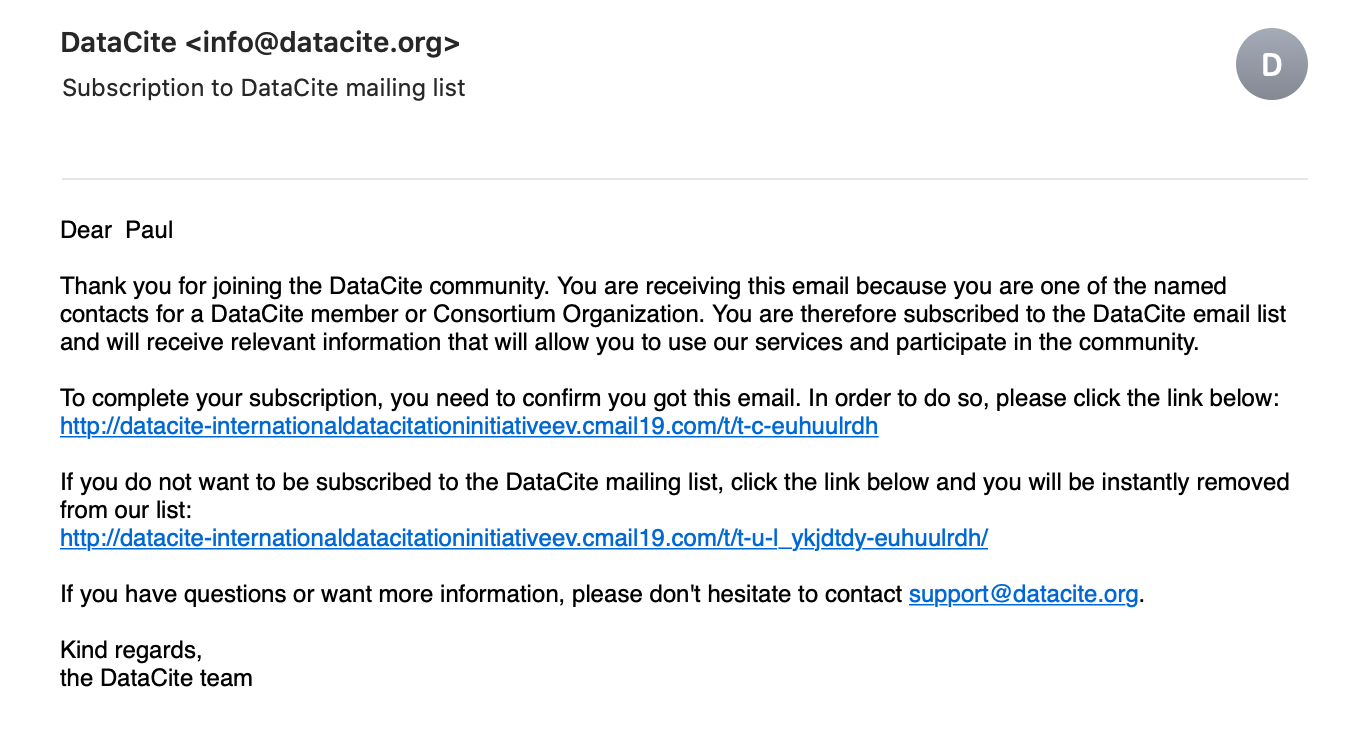 DataCite <info@datacite.org>
D
Subscription to DataCite mailing list
Dear  Paul
Thank you for joining the DataCite community. You are receiving this email because you are one of the named
contacts for a DataCite member or Consortium Organization. You are therefore subscribed to the DataCite email list
and will receive relevant information that will allow you to use our services and participate in the community.
To complete your subscription, you need to confirm you got this email. In order to do so, please click the link below:
http://datacite-internationaldatacitationinitiativeev.cmail19.com/t/t-c-euhuulrdh
If you do not want to be subscribed to the DataCite mailing list, click the link below and you will be instantly removed
from our list:
http://datacite-internationaldatacitationinitiativeev.cmail19.com/t/t-u-l_ykjdtdy-euhuulrdh/
If you have questions or want more information, please don't hesitate to contact support@datacite.org.
Kind regards,
the DataCite team